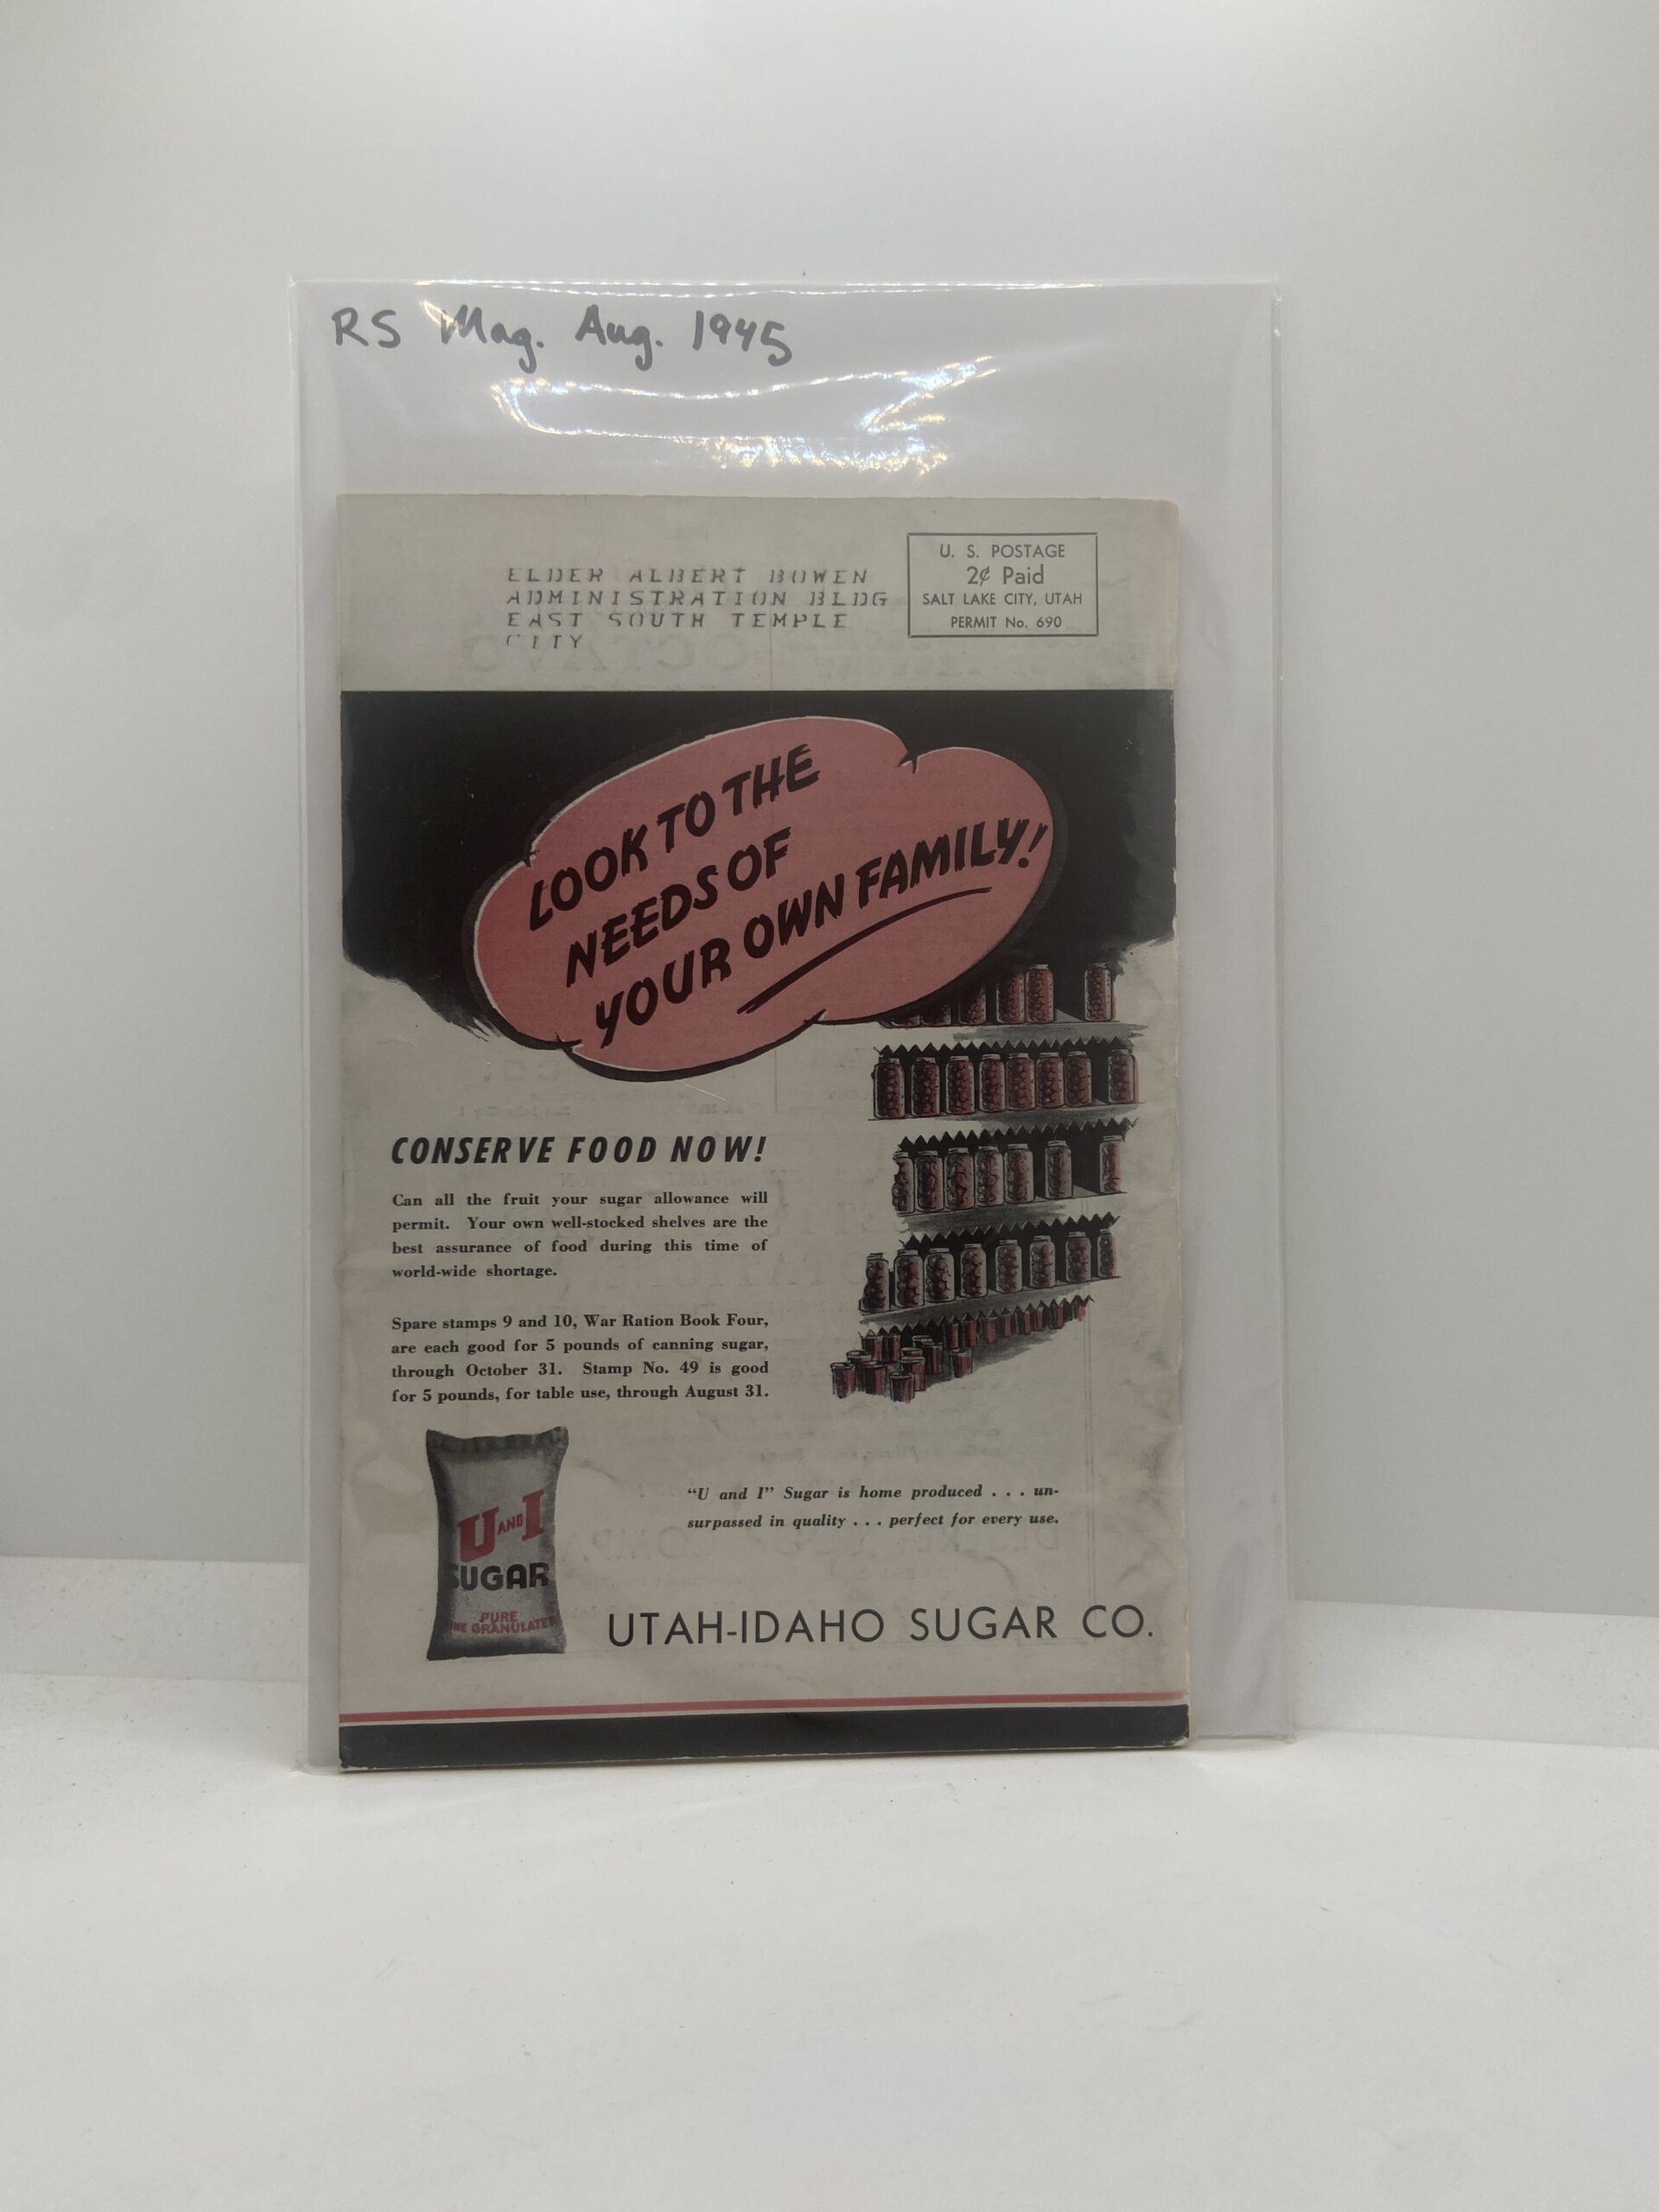 RS Mag. Aug. 1945
ELDER ALBERT BOWEN
ADMINISTRATION BLDG
EAST SOUTH TEMPLE
CITY
U. S. POSTAGE
2¢ Paid
SALT LAKE CITY, UTAH
PERMIT No. 690
LOOK TO THE
NEEDS OF
YOUR OWN FAMILY!
CONSERVE FOOD NOW!
Can all the fruit your sugar allowance will
permit. Your own well-stocked shelves are the
best assurance of food during this time of
world-wide shortage.
Spare stamps 9 and 10, War Ration Book Four,
are each good for 5 pounds of canning sugar,
through October 31. Stamp No. 49 is good
for 5 pounds, for table use, through August 31.
U AND I
SUGAR
PURE
GRANULATED
"U and I" Sugar is home produced . . . un-
surpassed in quality . . . perfect for every use.
UTAH-IDAHO SUGAR CO.